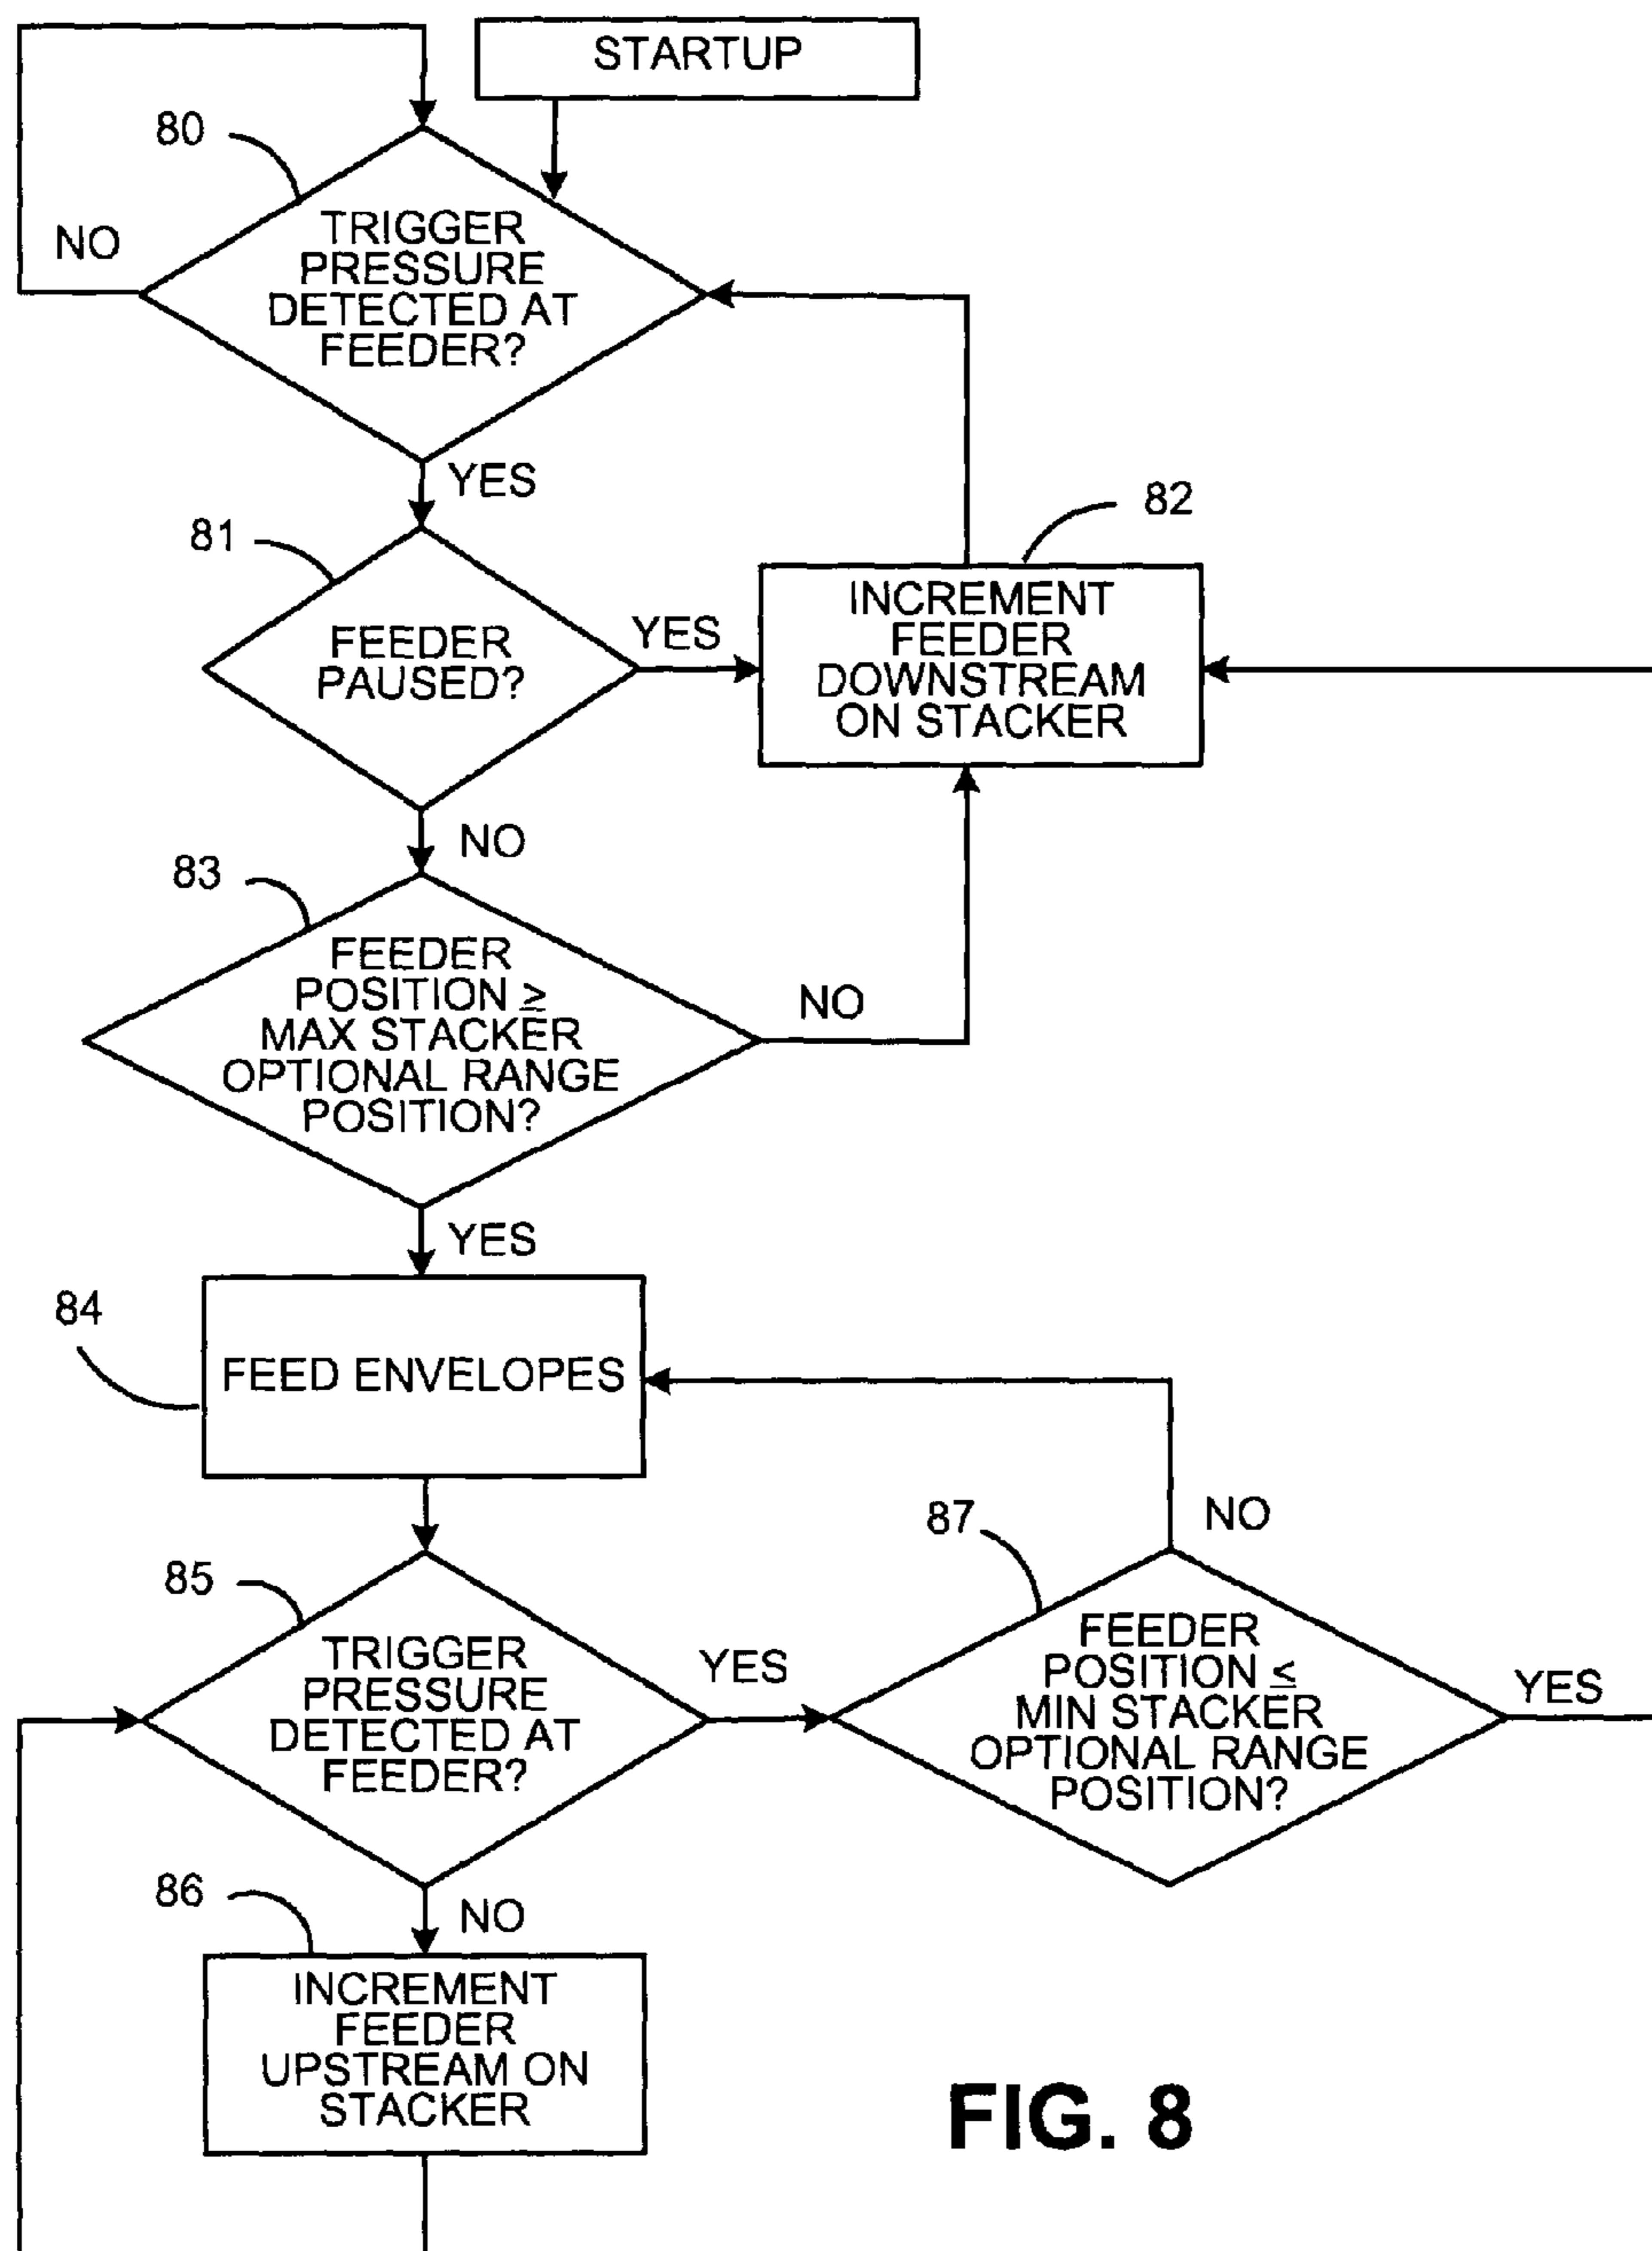 STARTUP
80
NO
TRIGGER
PRESSURE
DETECTED AT
FEEDER?
YES
81
FEEDER
PAUSED?
YES
82
INCREMENT
FEEDER
DOWNSTREAM
ON STACKER
NO
83
FEEDER
POSITION ≥
MAX STACKER
OPTIONAL RANGE
POSITION?
NO
YES
84
FEED ENVELOPES
85
TRIGGER
PRESSURE
DETECTED AT
FEEDER?
YES
87
NO
FEEDER
POSITION ≤
MIN STACKER
OPTIONAL RANGE
POSITION?
YES
86
NO
INCREMENT
FEEDER
UPSTREAM ON
STACKER
FIG. 8